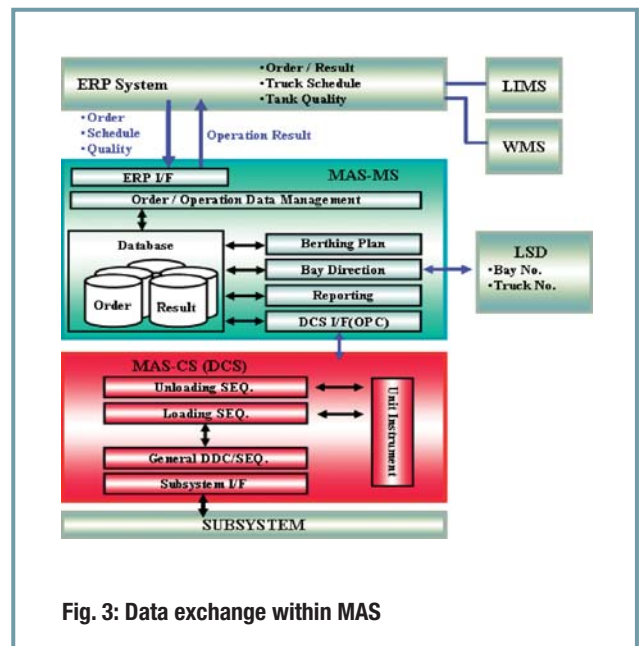 ERP System
•Order / Result
•Truck Schedule
•Tank Quality
LIMS
WMS
•Order
•Schedule
•Quality
Operation Result
ERP I/F
MAS-MS
Order / Operation Data Management
Database
Order
Result
Berthing Plan
Bay Direction
Reporting
DCS I/F(OPC)
LSD
•Bay No.
•Truck No.
MAS-CS (DCS)
Unloading SEQ.
Loading SEQ.
General DDC/SEQ.
Subsystem I/F
Unit Instrument
SUBSYSTEM
Fig. 3: Data exchange within MAS